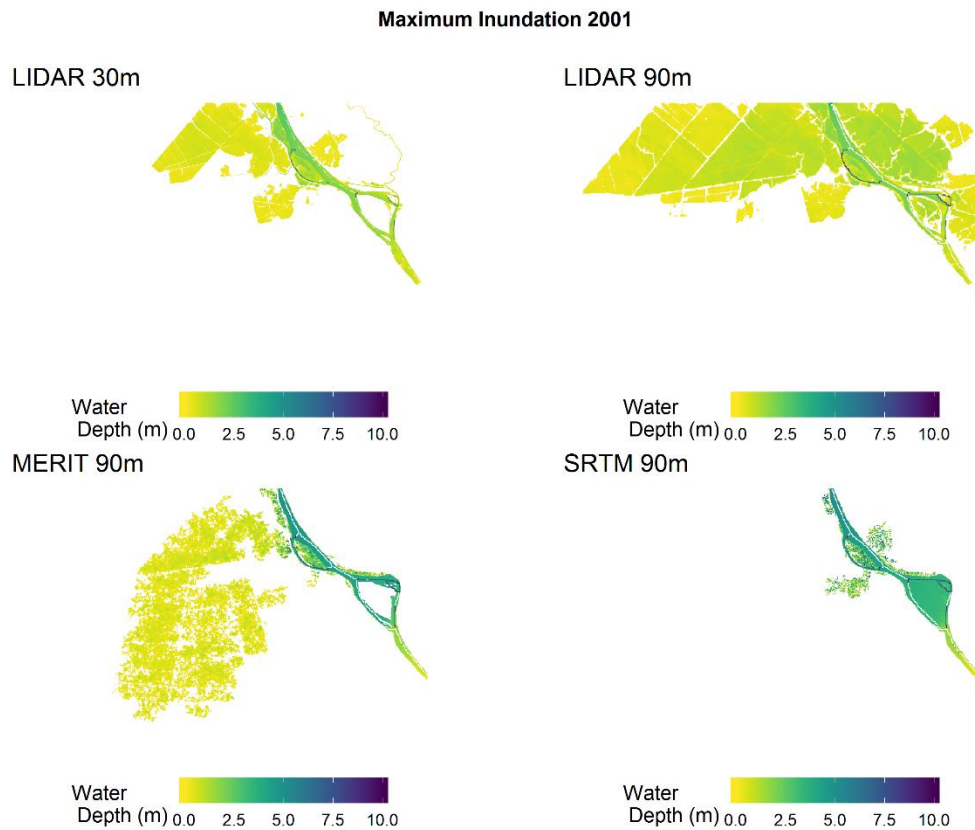 Maximum Inundation 2001
LIDAR 30m
LIDAR 90m
Water
Depth (m)
0.0 2.5 5.0 7.5 10.0
Water
Depth (m)
0.0 2.5 5.0 7.5 10.0
MERIT 90m
SRTM 90m
Water
Depth (m)
0.0 2.5 5.0 7.5 10.0
Water
Depth (m)
0.0 2.5 5.0 7.5 10.0